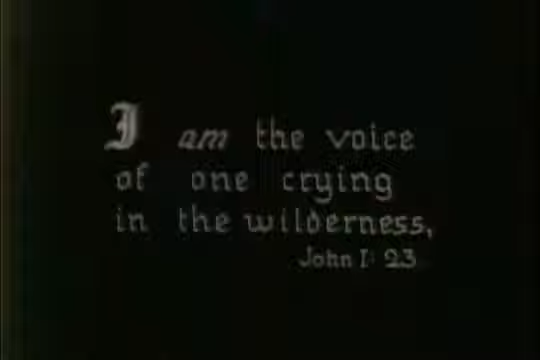 I am the voice
of one crying
in the wilderness,
John I: 23